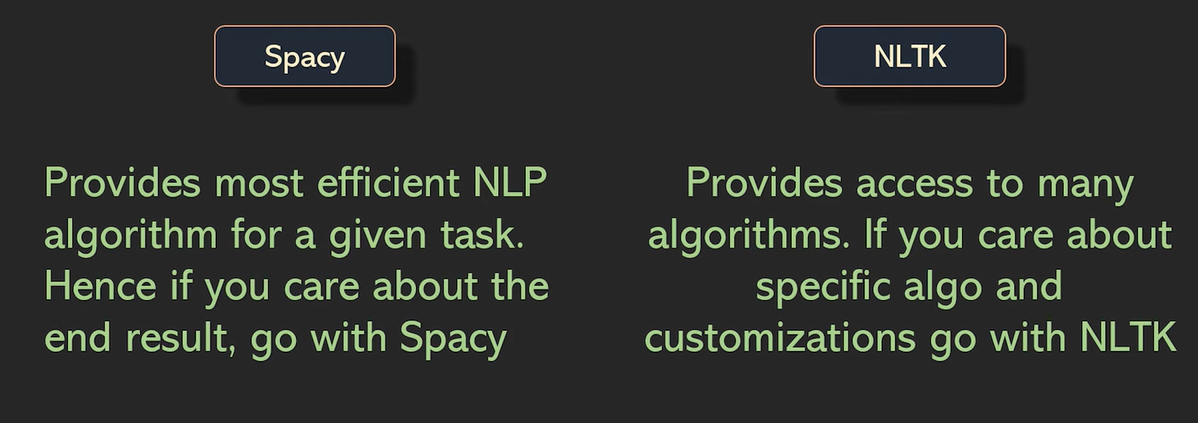 Spacy
Provides most efficient NLP
algorithm for a given task.
Hence if you care about the
end result, go with Spacy
NLTK
Provides access to many
algorithms. If you care about
specific algo and
customizations go with NLTK